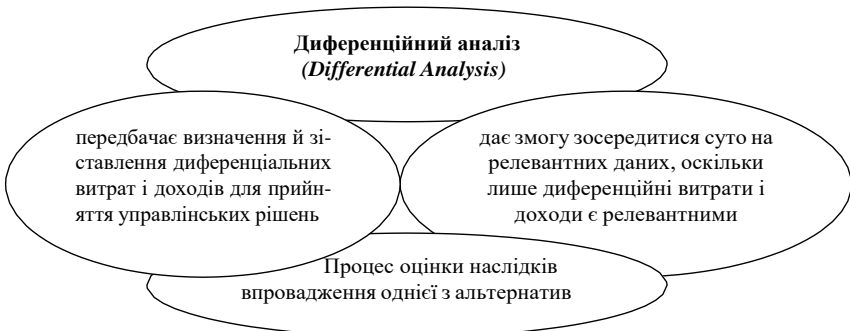 Диференційний аналіз
(Differential Analysis)
передбачає визначення й зі-
ставлення диференціальних
витрат і доходів для прийн-
яття управлінських рішень
дає змогу зосередитися суто на
релевантних даних, оскільки
лише диференційні витрати і
доходи є релевантними
Процес оцінки наслідків
впровадження однієї з альтернатив